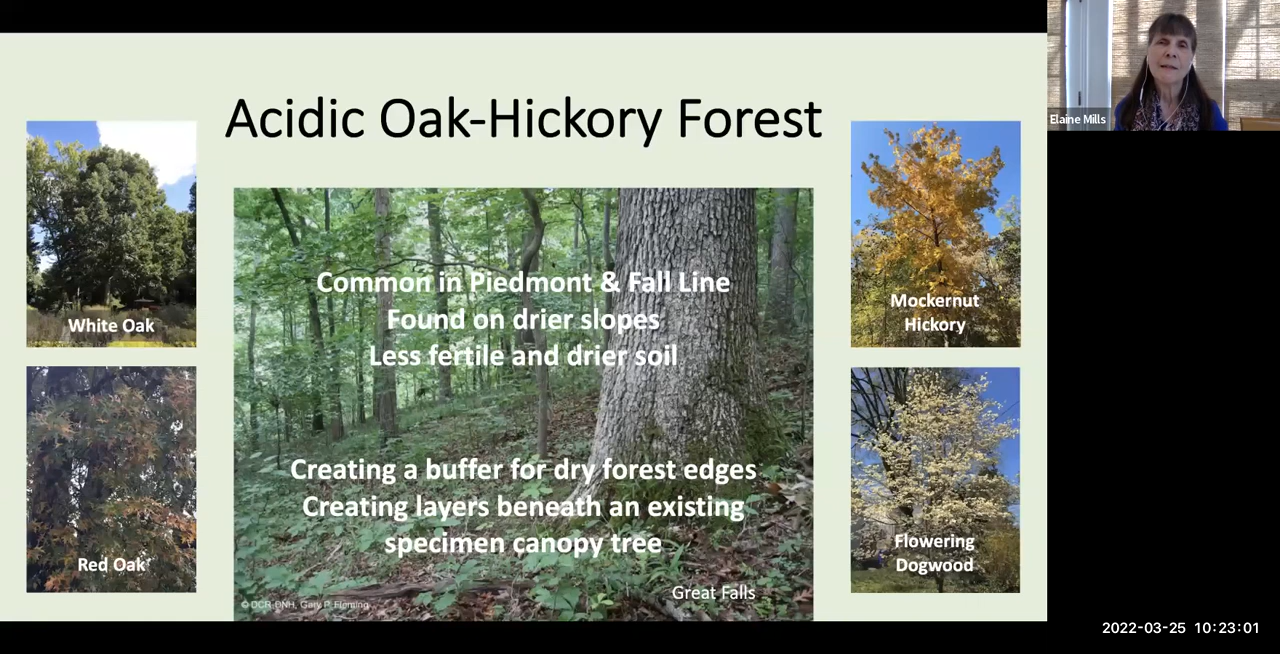 Acidic Oak-Hickory Forest
White Oak
Red Oak
Common in Piedmont & Fall Line
Found on drier slopes
Less fertile and drier soil
Creating a buffer for dry forest edges
Creating layers beneath an existing
specimen canopy tree
Great Falls
© DCR-DNH, Gary P. Fleming
Mockernut
Hickory
Flowering
Dogwood
Elaine Mills
2022-03-25 10:23:01